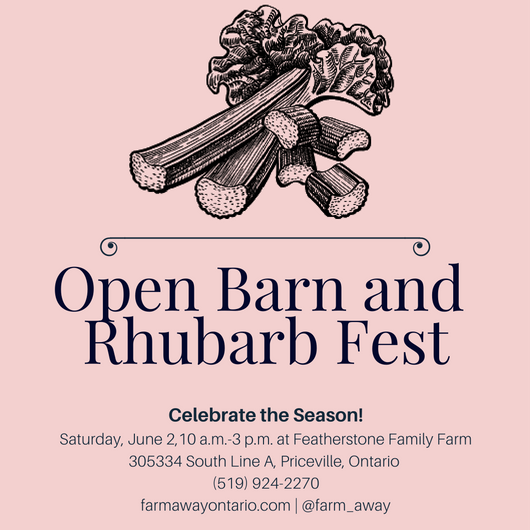 Open Barn and
Rhubarb Fest
Celebrate the Season!
Saturday, June 2,10 a.m.-3 p.m. at Featherstone Family Farm
305334 South Line A, Priceville, Ontario
(519) 924-2270
farmawayontario.com | @farm_away